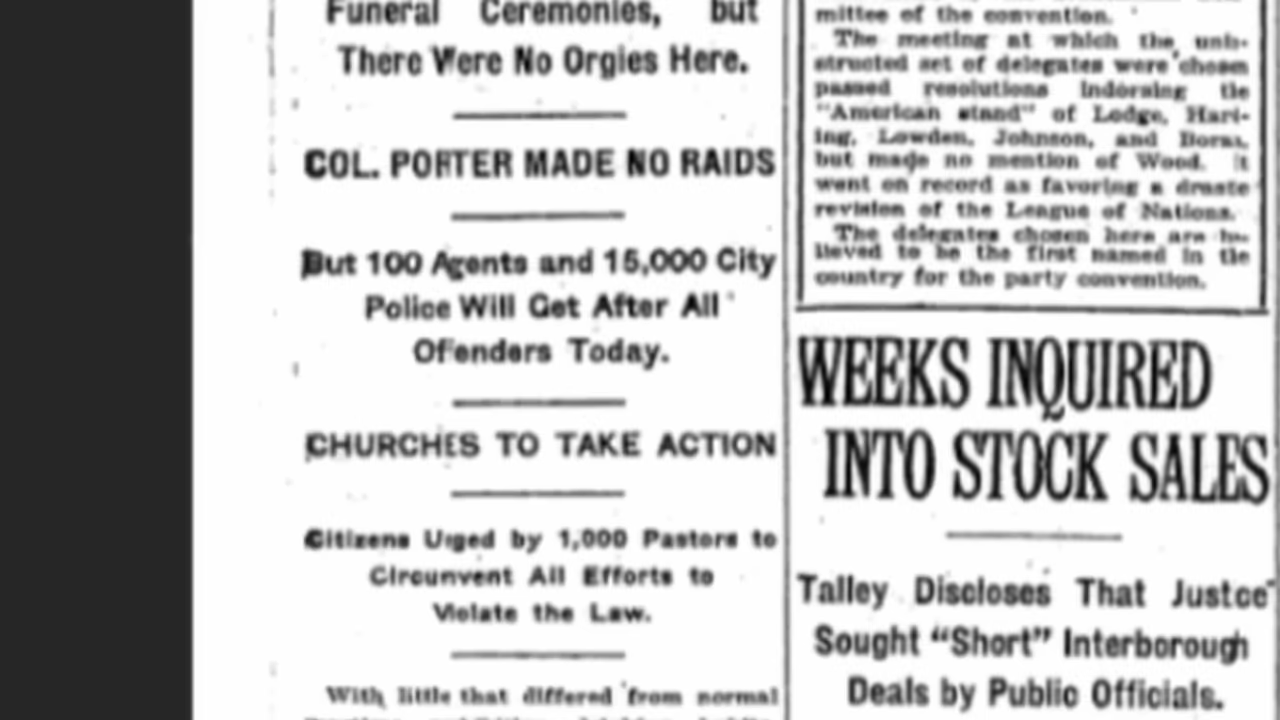 Funeral Ceremonies, but
There Were No Orgies Here.
COL. PORTER MADE NO RAIDS
But 100 Agents and 15,000 City
Police Will Get After All
Offenders Today.
CHURCHES TO TAKE ACTION
Citizens Urged by 1,000 Pastors to
Circumvent All Efforts to
Violate the Law.
With little that differed from normal
mittee of the convention.
The meeting at which the
structed set of delegates were chosen
passed resolutions indorsing the
"American stand" of Lodge, Hard-
ing, Lowden, Johnson, and Borah,
but made no mention of Wood. It
went on record as favoring a drastic
revision of the League of Nations.
The delegates chosen here are be-
lieved to be the first named in the
country for the party convention.
WEEKS INQUIRED
INTO STOCK SALES
Talley Discloses That Justice
Sought "Short" Interborough
Deals by Public Officials.